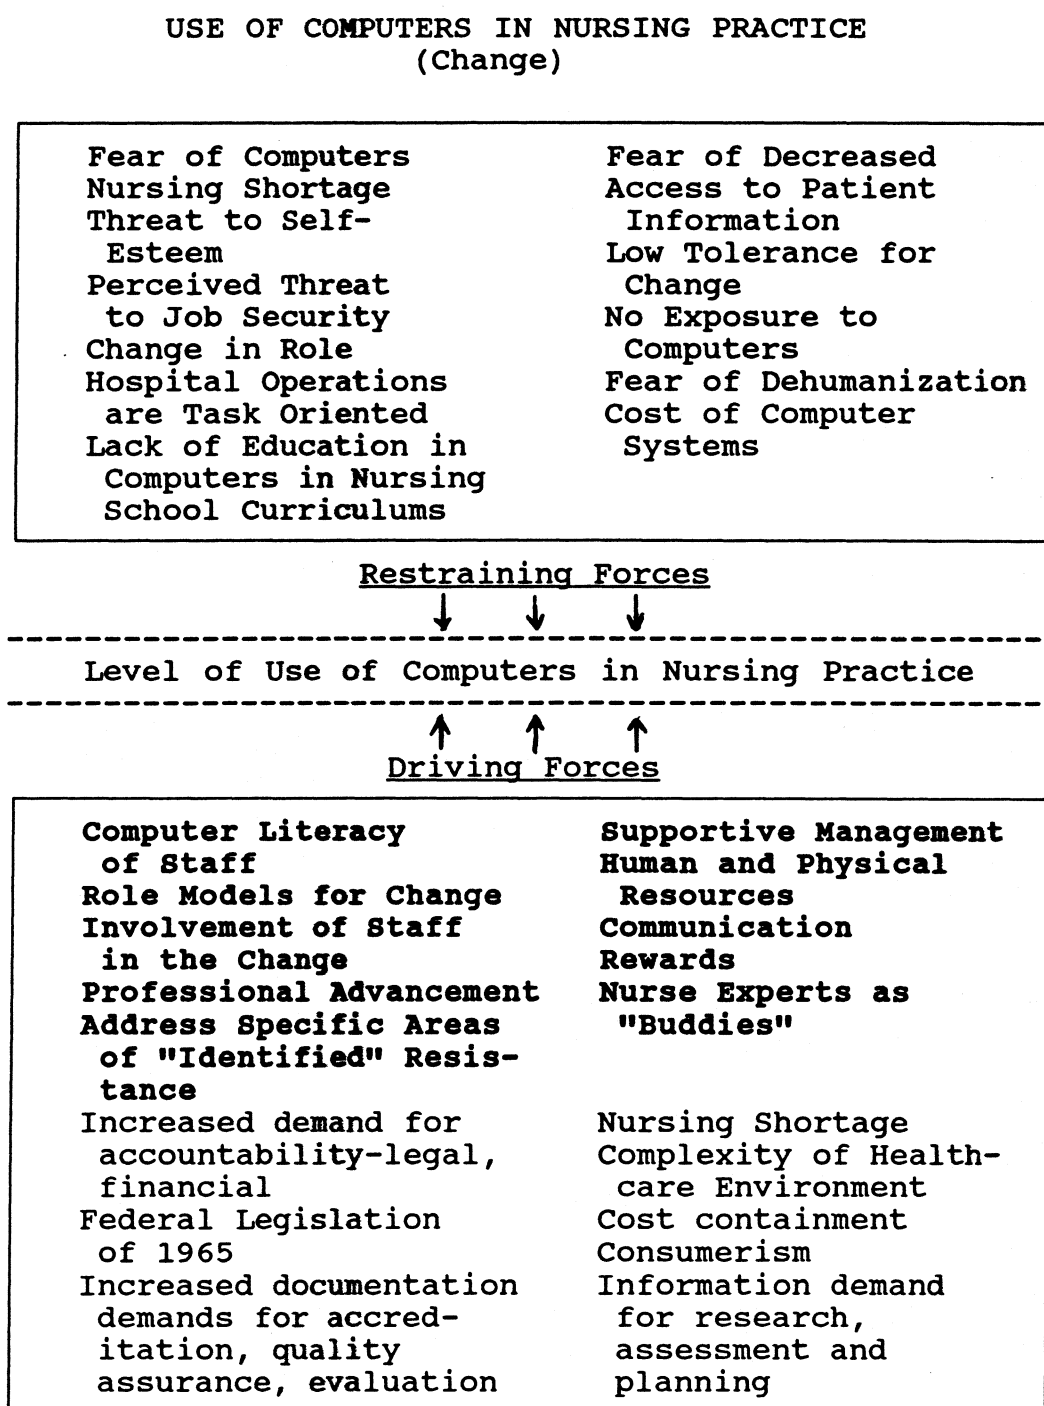 USE OF COMPUTERS IN NURSING PRACTICE
(Change)
Fear of Computers
Nursing Shortage
Threat to Self-
Esteem
Perceived Threat
to Job Security
Change in Role
Hospital Operations
are Task Oriented
Lack of Education in
Computers in Nursing
School Curriculums
Fear of Decreased
Access to Patient
Information
Low Tolerance for
Change
No Exposure to
Computers
Fear of Dehumanization
Cost of Computer
Systems
Restraining Forces
Level of Use of Computers in Nursing Practice
Driving Forces
Computer Literacy
of Staff
Role Models for Change
Involvement of Staff
in the Change
Professional Advancement
Address Specific Areas
of "Identified" Resis-
tance
Increased demand for
accountability-legal,
financial
Federal Legislation
of 1965
Increased documentation
demands for accred-
itation, quality
assurance, evaluation
Supportive Management
Human and Physical
Resources
Communication
Rewards
Nurse Experts as
"Buddies"
Nursing Shortage
Complexity of Health-
care Environment
Cost containment
Consumerism
Information demand
for research,
assessment and
planning